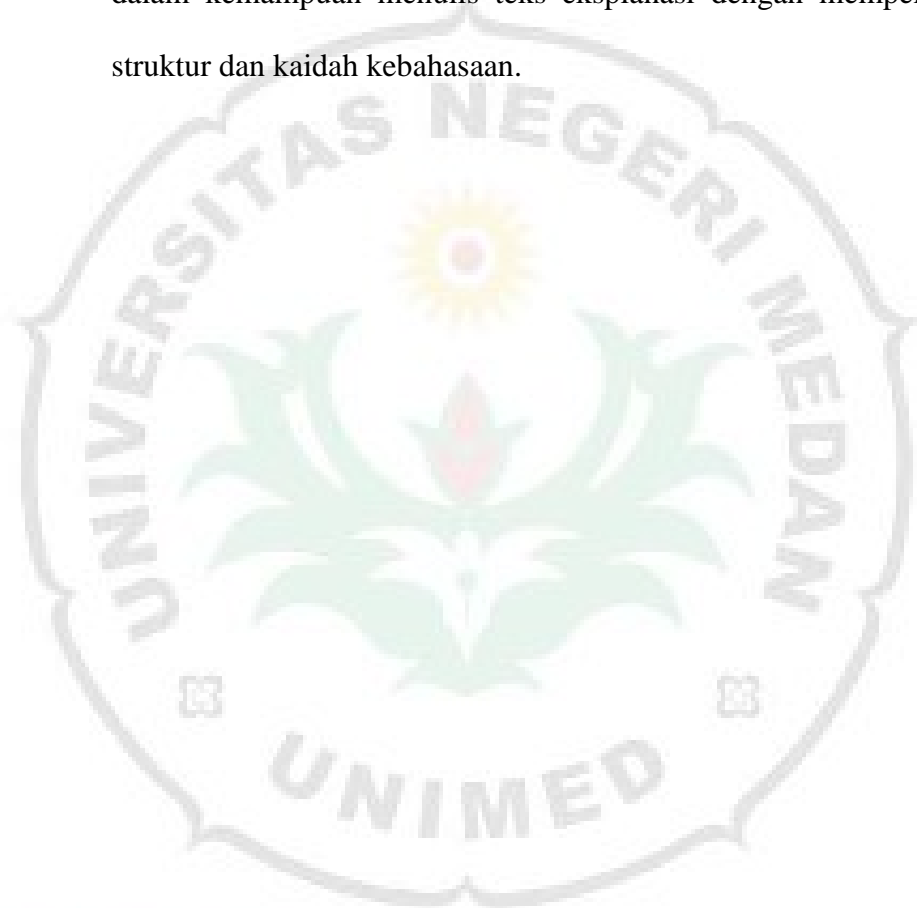 dalam kemampuan menulis teks eksplanasi dengan
struktur dan kaidah kebahasaan.
UNIVERSITAS NEGERI MEDAN
UNIMED